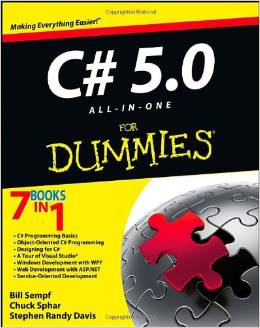 Making Everything Easier!™
C# 5.0
ALL-IN-ONE
FOR
DUMMIES®
7 BOOKS
IN 1
• C# Programming Basics
• Object-Oriented C# Programming
• Designing for C#
• A Tour of Visual Studio®
• Windows Development with WPF
• Web Development with ASP.NET
• Service-Oriented Development
Bill Sempf
Chuck Sphar
Stephen Randy Davis